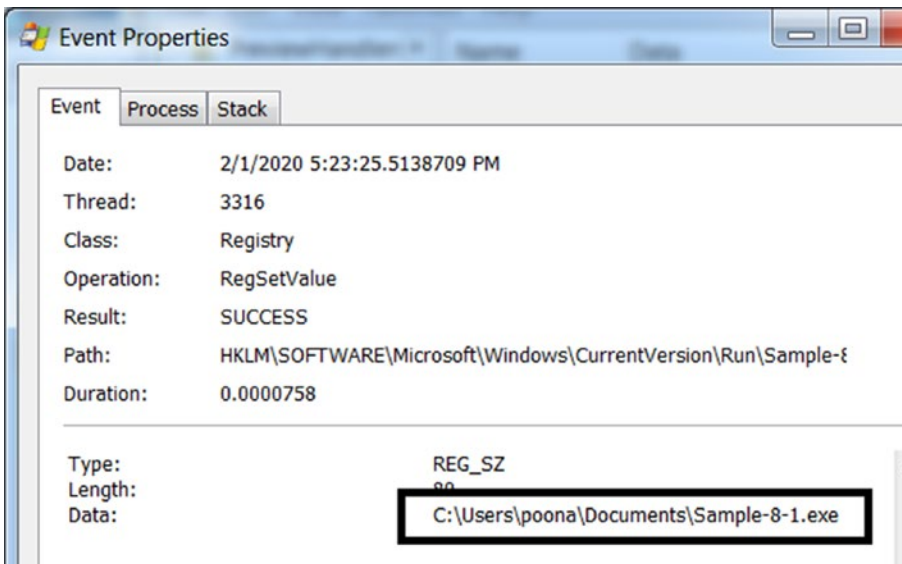 Event Properties
Event Process Stack
Date: 2/1/2020 5:23:25.5138709 PM
Thread: 3316
Class: Registry
Operation: RegSetValue
Result: SUCCESS
Path: HKLM\SOFTWARE\Microsoft\Windows\CurrentVersion\Run\Sample-8
Duration: 0.0000758
Type: REG_SZ
Length:
Data: C:\Users\poona\Documents\Sample-8-1.exe